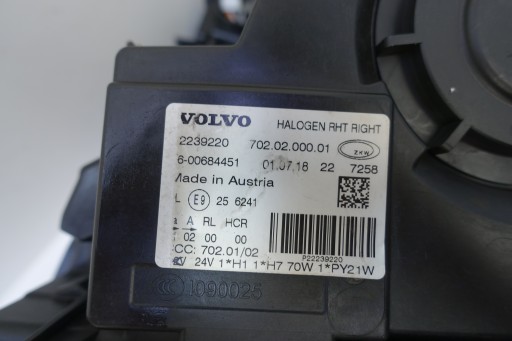 VOLVO HALOGEN RHT RIGHT
2239220 702.02.000.01 ZKW
6-00684451 01.07.18 22 7258
Made in Austria
L E9 25 6241
a A RL HCR
02 00 00
CC: 702.01/02
P22239220
24V 1*H1 1*H7 70W 1*PY21W
CCC 1090025